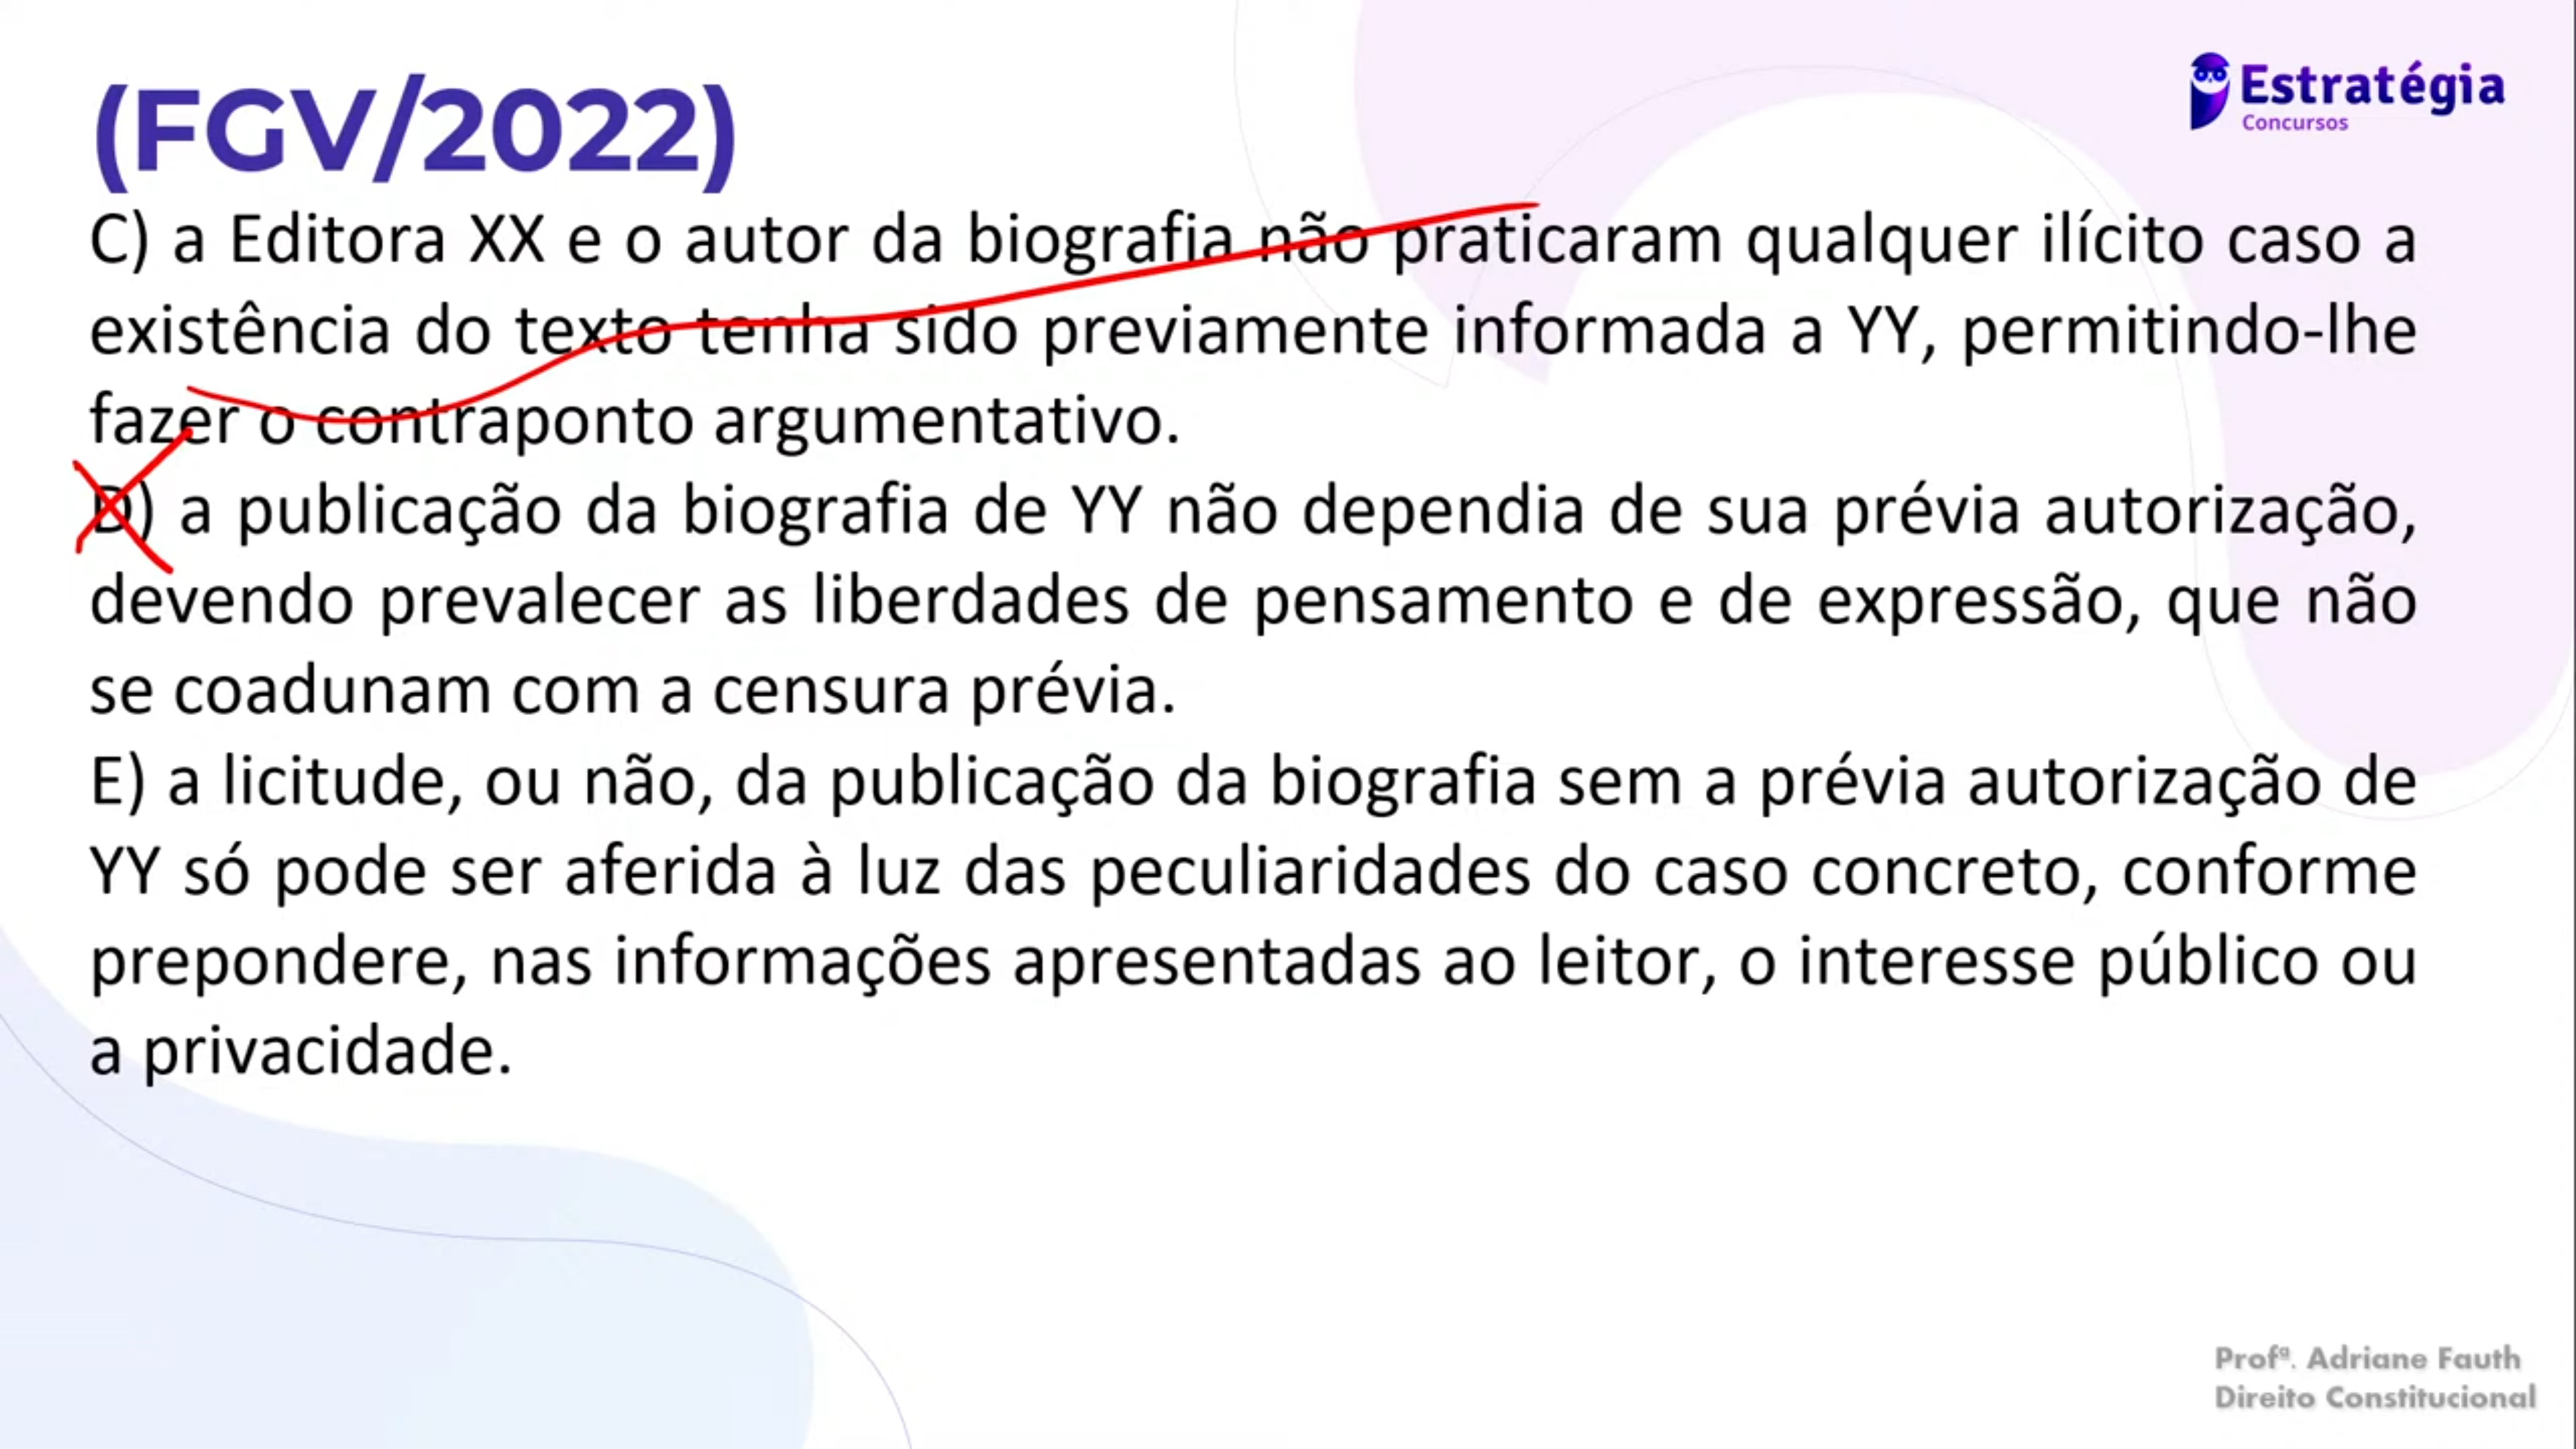 (FGV/2022)
Estratégia
Concursos
C) a Editora XX e o autor da biografia não praticaram qualquer ilícito caso a
existência do texto tenha sido previamente informada a YY, permitindo-lhe
fazer o contraponto argumentativo.
D) a publicação da biografia de YY não dependia de sua prévia autorização,
devendo prevalecer as liberdades de pensamento e de expressão, que não
se coadunam com a censura prévia.
E) a licitude, ou não, da publicação da biografia sem a prévia autorização de
YY só pode ser aferida à luz das peculiaridades do caso concreto, conforme
prepondere, nas informações apresentadas ao leitor, o interesse público ou
a privacidade.
Profª. Adriane Fauth
Direito Constitucional